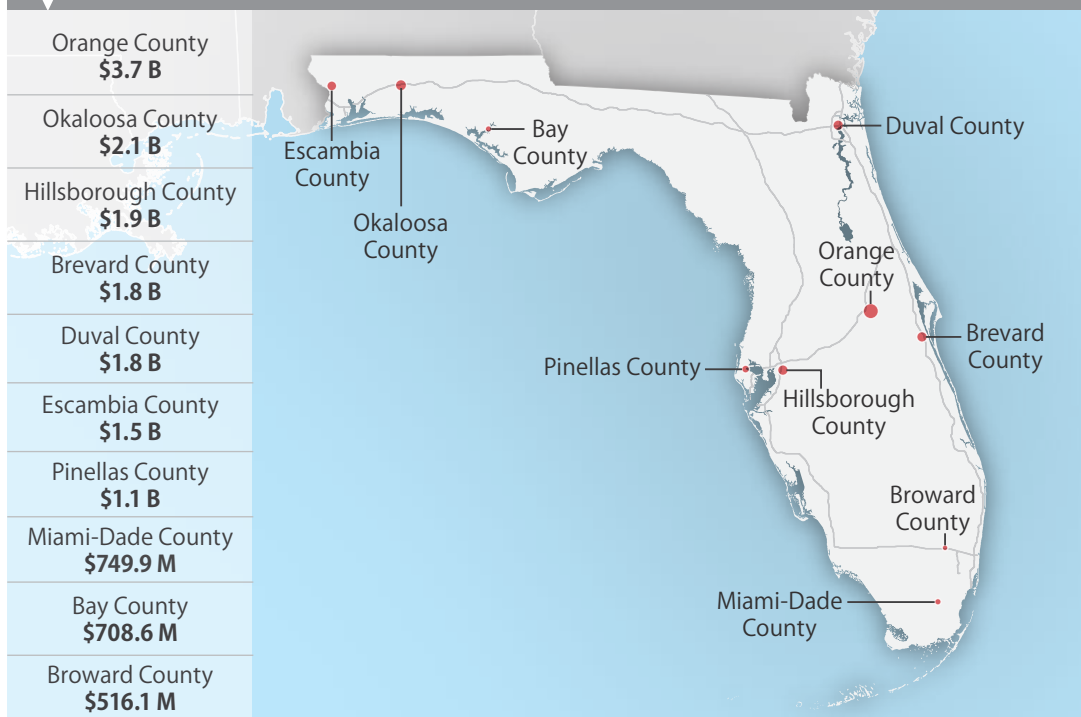 Orange County
$3.7 B
Okaloosa County
$2.1 B
Hillsborough County
$1.9 B
Brevard County
$1.8 B
Duval County
$1.8 B
Escambia County
$1.5 B
Pinellas County
$1.1 B
Miami-Dade County
$749.9 M
Bay County
$708.6 M
Broward County
$516.1 M
Escambia
County
Okaloosa
County
Bay
County
Duval County
Orange
County
Brevard
County
Pinellas County
Hillsborough
County
Broward
County
Miami-Dade
County